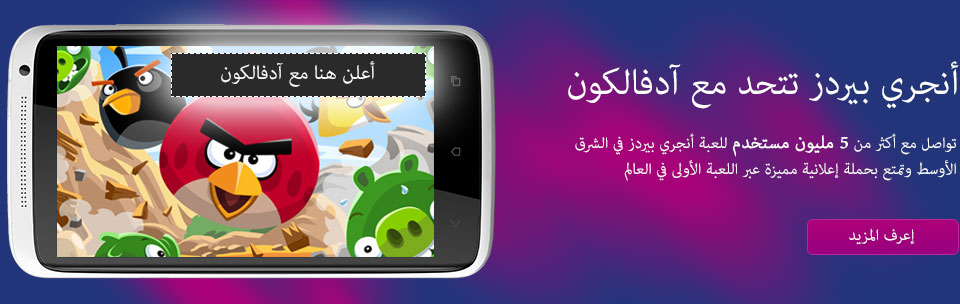 أعلن هنا مع آدفالكون
أنجري بيردز تتحد مع آدفالكون
تواصل مع أكثر من 5 مليون مستخدم للعبة أنجري بيردز في الشرق
الأوسط وتمتع بحملة إعلانية مميزة عبر اللعبة الأولى في العالم
إعرف المزيد